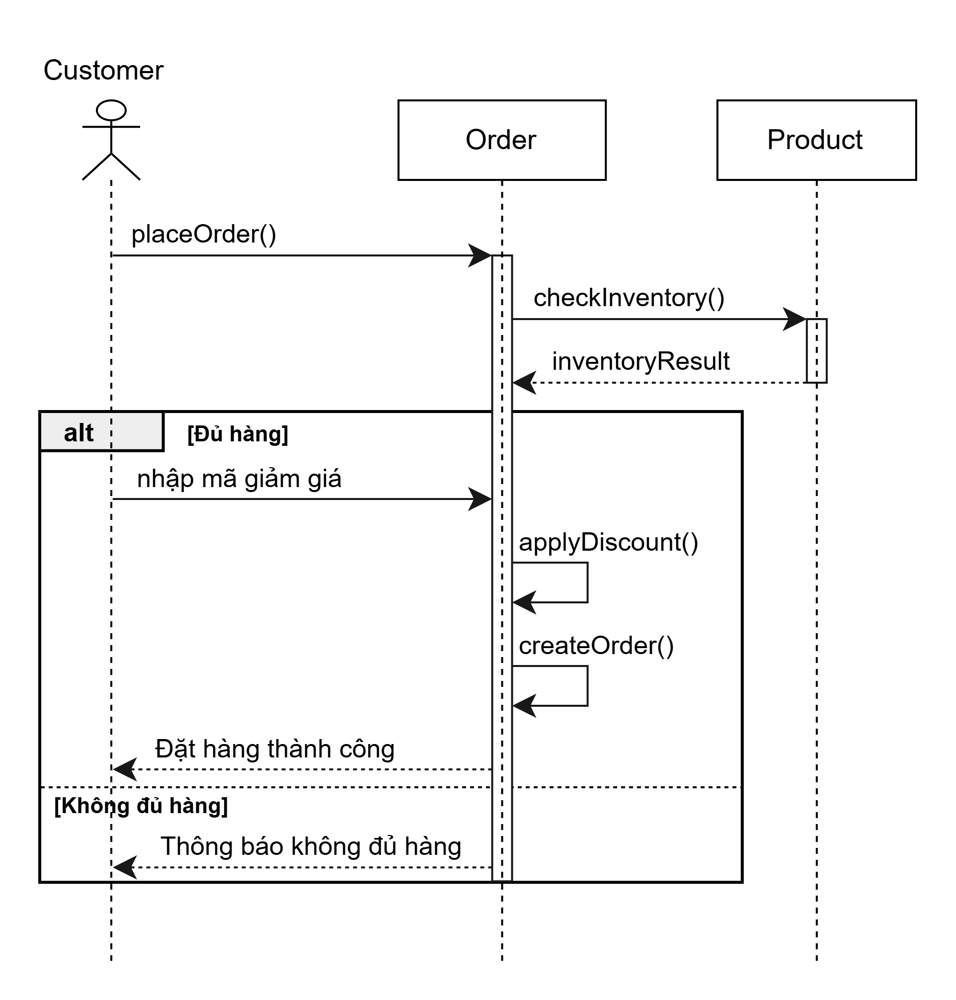 Customer
Order
Product
placeOrder()
checkInventory()
inventoryResult
alt
[Đủ hàng]
nhập mã giảm giá
applyDiscount()
createOrder()
Đặt hàng thành công
[Không đủ hàng]
Thông báo không đủ hàng